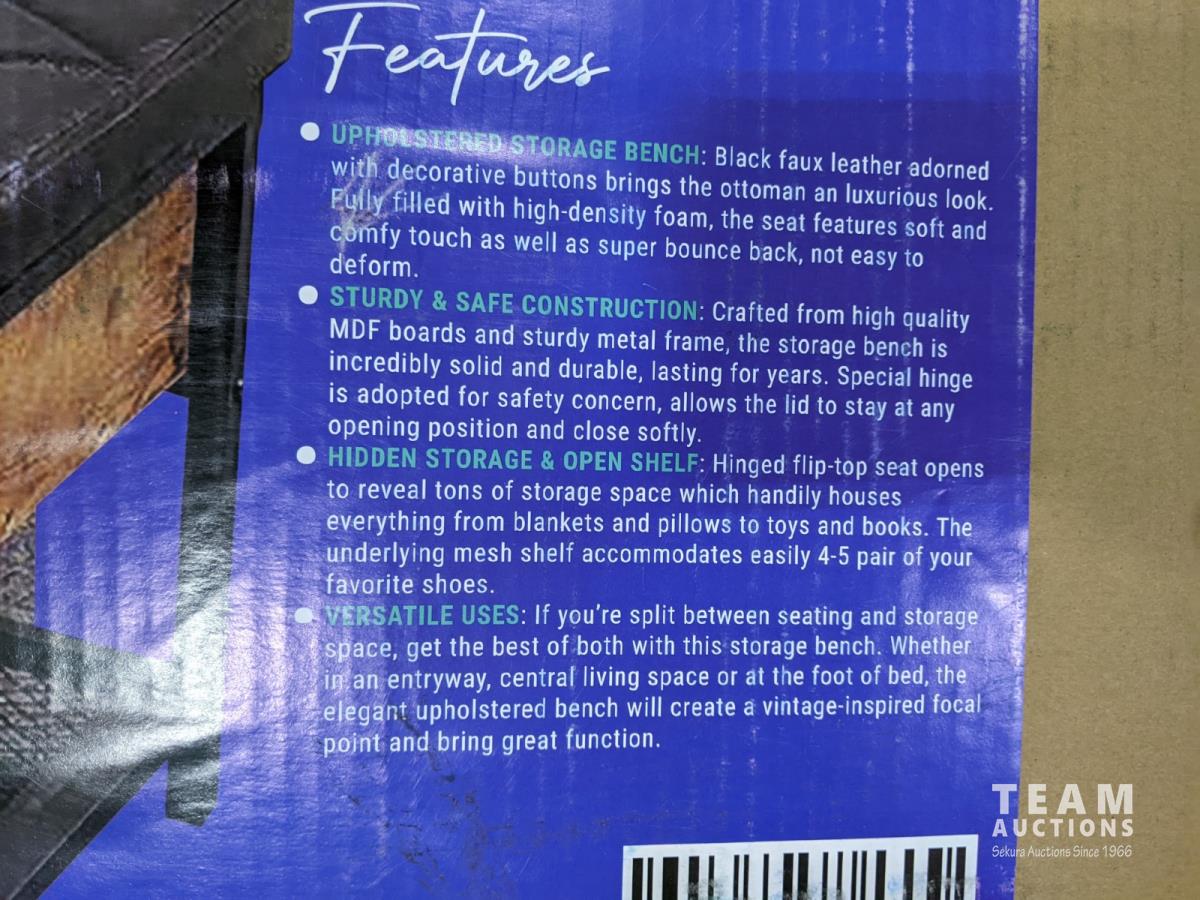 Features
UPHOLSTERED STORAGE BENCH: Black faux leather adorned
with decorative buttons brings the ottoman an luxurious look.
Fully filled with high-density foam, the seat features soft and
comfy touch as well as super bounce back, not easy to
deform.
STURDY & SAFE CONSTRUCTION: Crafted from high quality
MDF boards and sturdy metal frame, the storage bench is
incredibly solid and durable, lasting for years. Special hinge
is adopted for safety concern, allows the lid to stay at any
opening position and close softly.
HIDDEN STORAGE & OPEN SHELF: Hinged flip-top seat opens
to reveal tons of storage space which handily houses
everything from blankets and pillows to toys and books. The
underlying mesh shelf accommodates easily 4-5 pair of your
favorite shoes.
VERSATILE USES: If you're split between seating and storage
space, get the best of both with this storage bench. Whether
in an entryway, central living space or at the foot of bed, the
elegant upholstered bench will create a vintage-inspired focal
point and bring great function.
TEAM
AUCTIONS
Sekura Auctions Since 1966